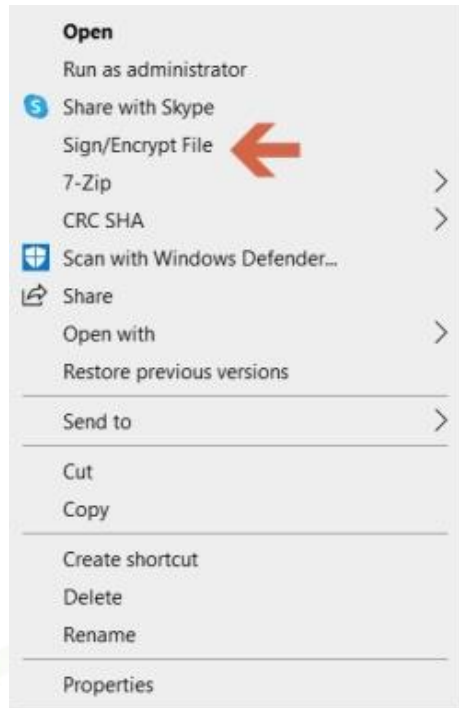 Open
Run as administrator
Share with Skype
Sign/Encrypt File
7-Zip
CRC SHA
Scan with Windows Defender...
Share
Open with
Restore previous versions
Send to
Cut
Copy
Create shortcut
Delete
Rename
Properties